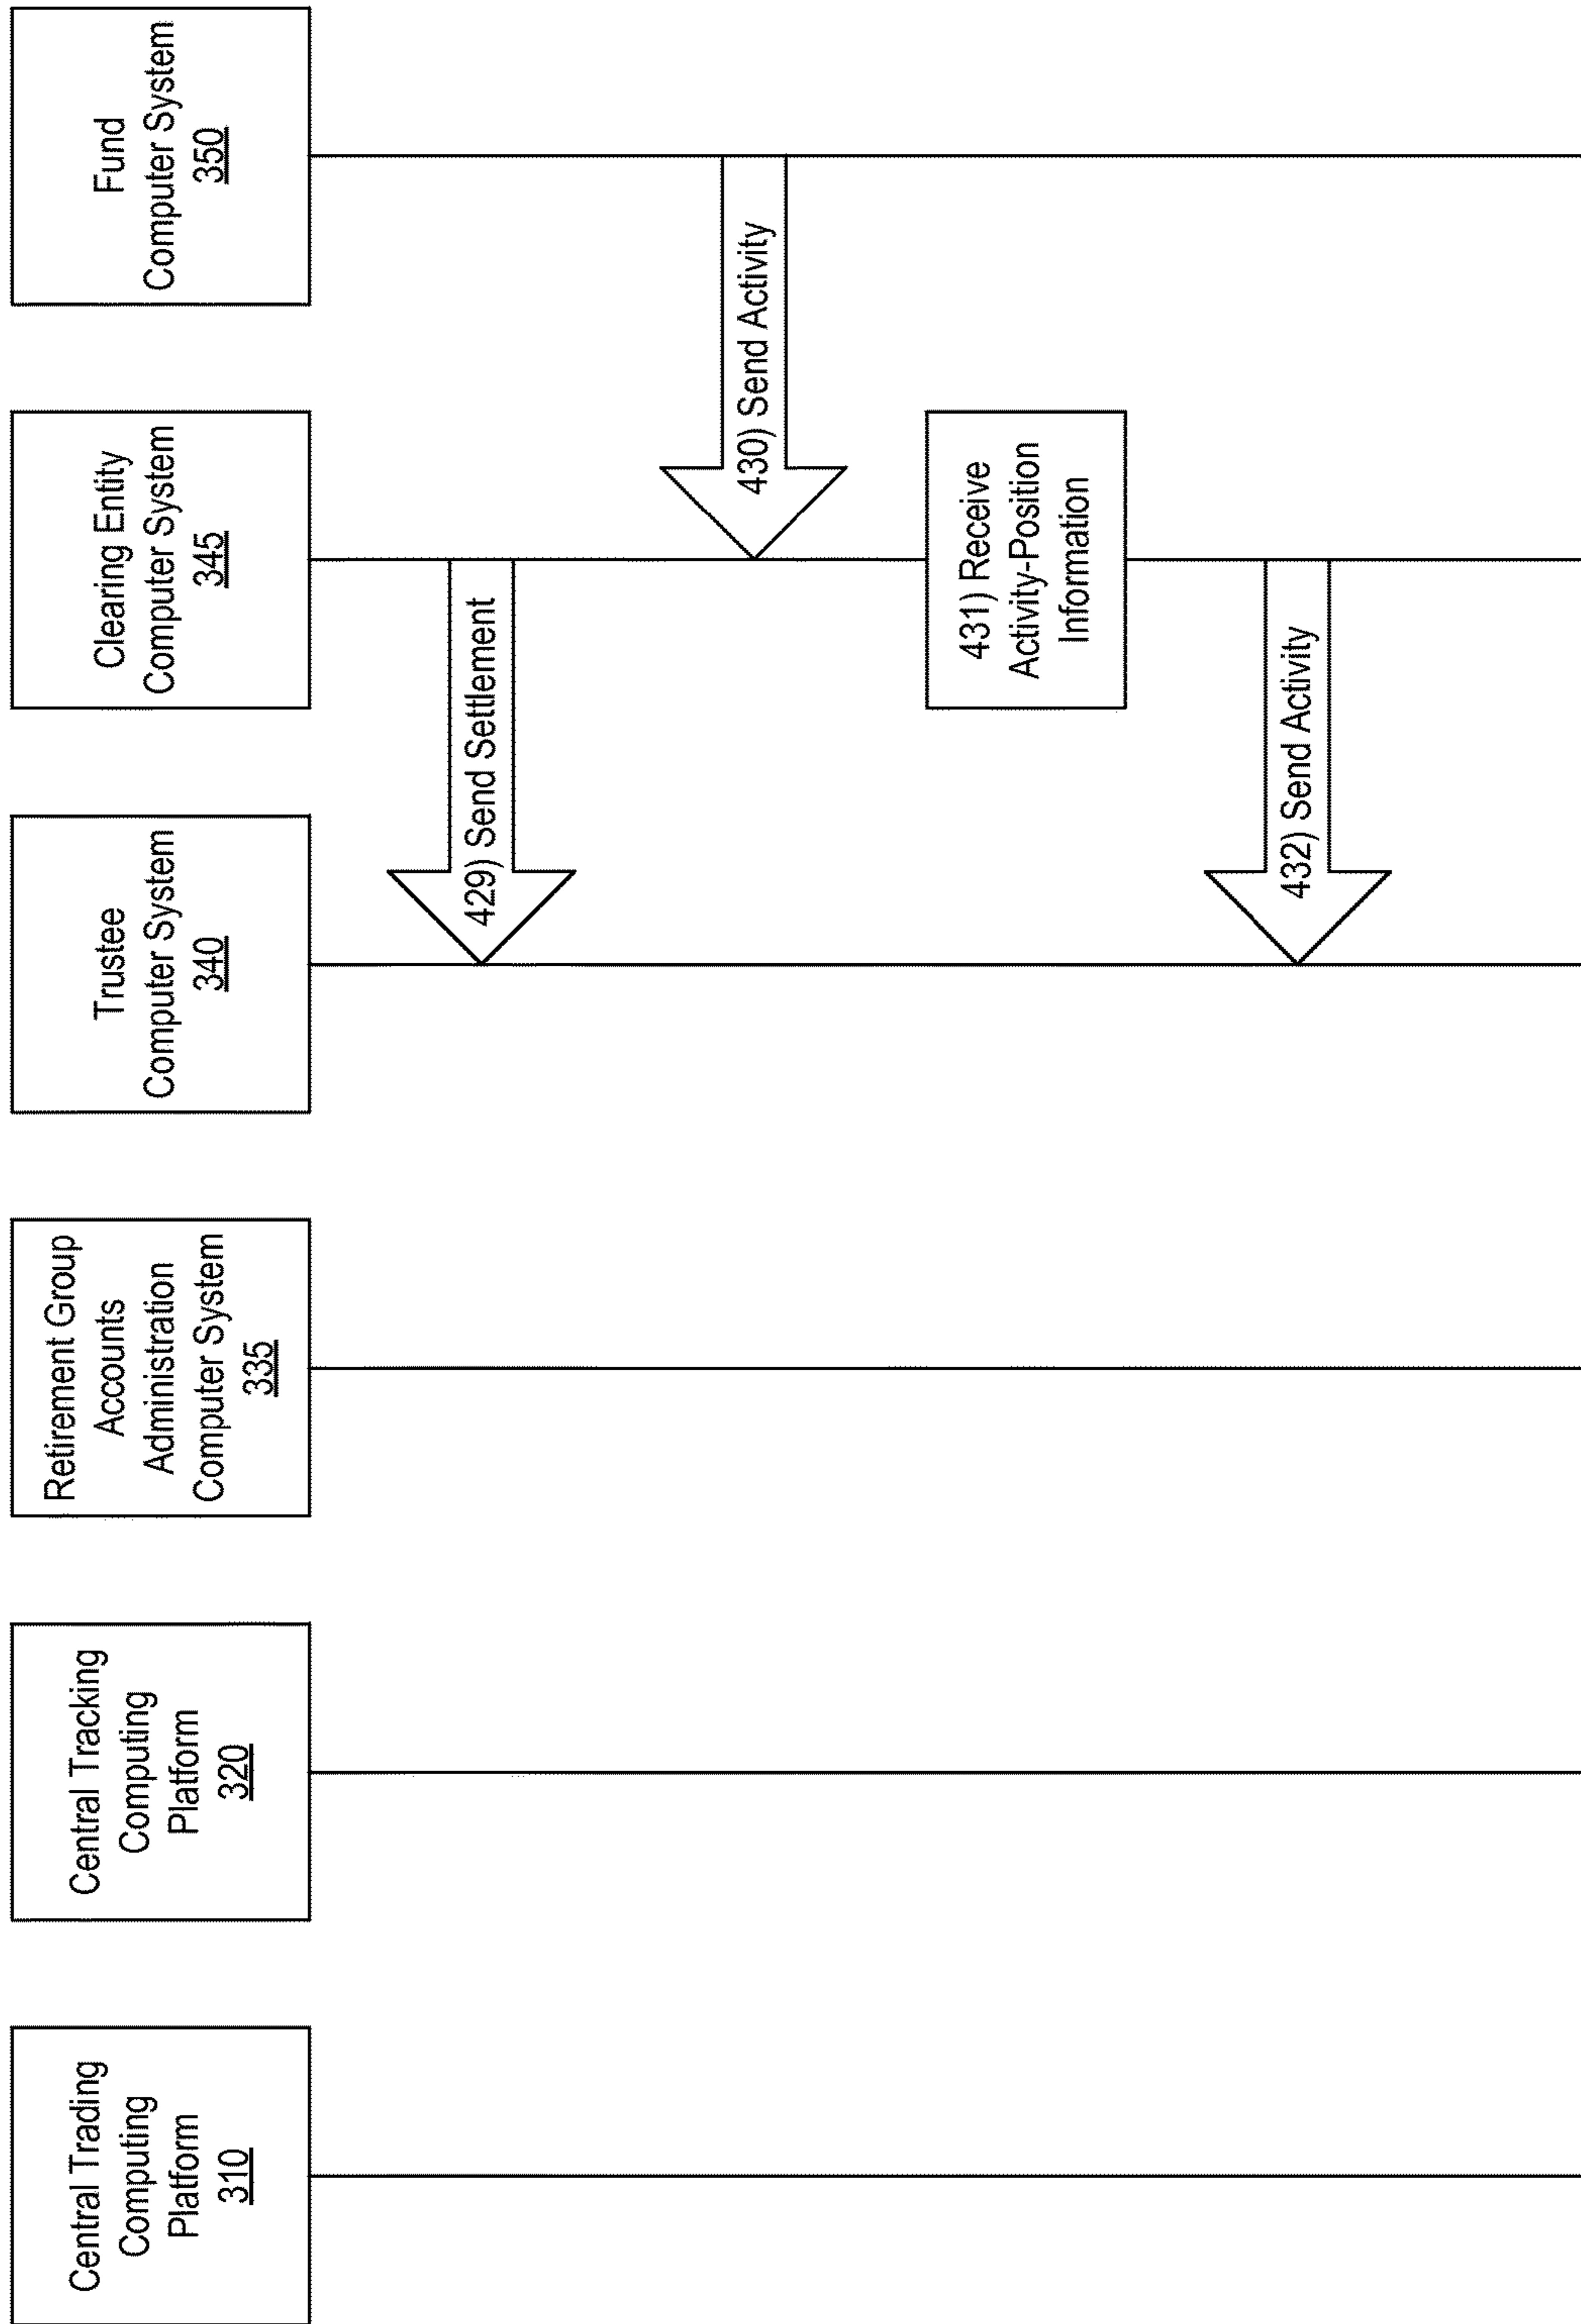 Central Trading
Computing
Platform
310
Central Tracking
Computing
Platform
320
Retirement Group
Accounts
Administration
Computer System
335
Trustee
Computer System
340
Clearing Entity
Computer System
345
Fund
Computer System
350
429) Send Settlement
430) Send Activity
431) Receive
Activity-Position
Information
432) Send Activity